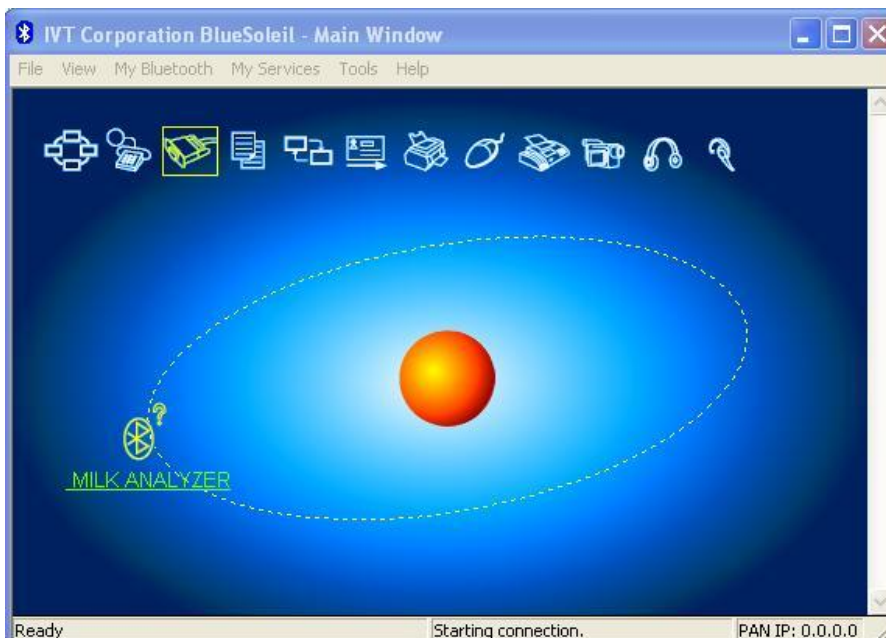 IVT Corporation BlueSoleil - Main Window
File View My Bluetooth My Services Tools Help
?
MILK ANALYZER
Ready Starting connection. PAN IP: 0.0.0.0